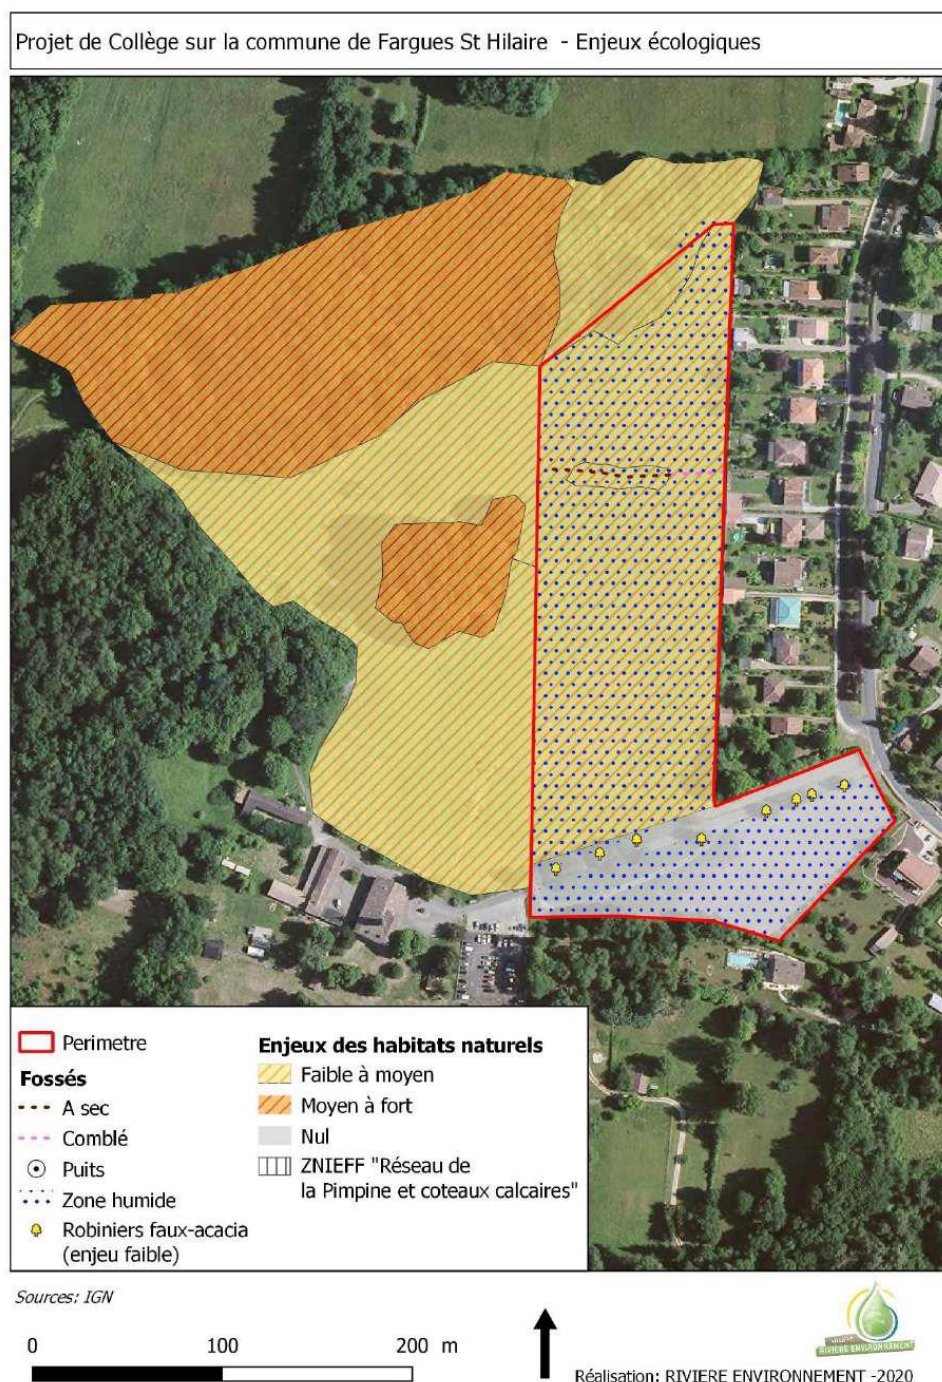 Projet de Collège sur la commune de Fargues St Hilaire - Enjeux écologiques
Perimetre
Fossés
A sec
Comblé
Puits
Zone humide
Robiniers faux-acacia
(enjeu faible)
Enjeux des habitats naturels
Faible à moyen
Moyen à fort
Nul
ZNIEFF "Réseau de
la Pimpine et coteaux calcaires"
Sources: IGN
0 100 200 m
RIVIERE ENVIRONNEMENT
Réalisation: RIVIERE ENVIRONNEMENT -2020